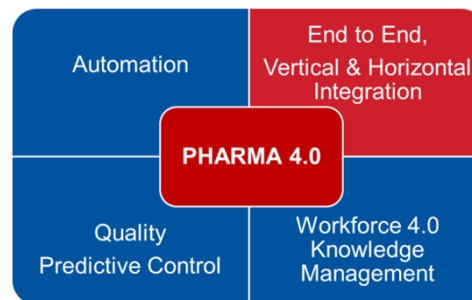 Automation
End to End,
Vertical & Horizontal
Integration
PHARMA 4.0
Quality
Predictive Control
Workforce 4.0
Knowledge
Management